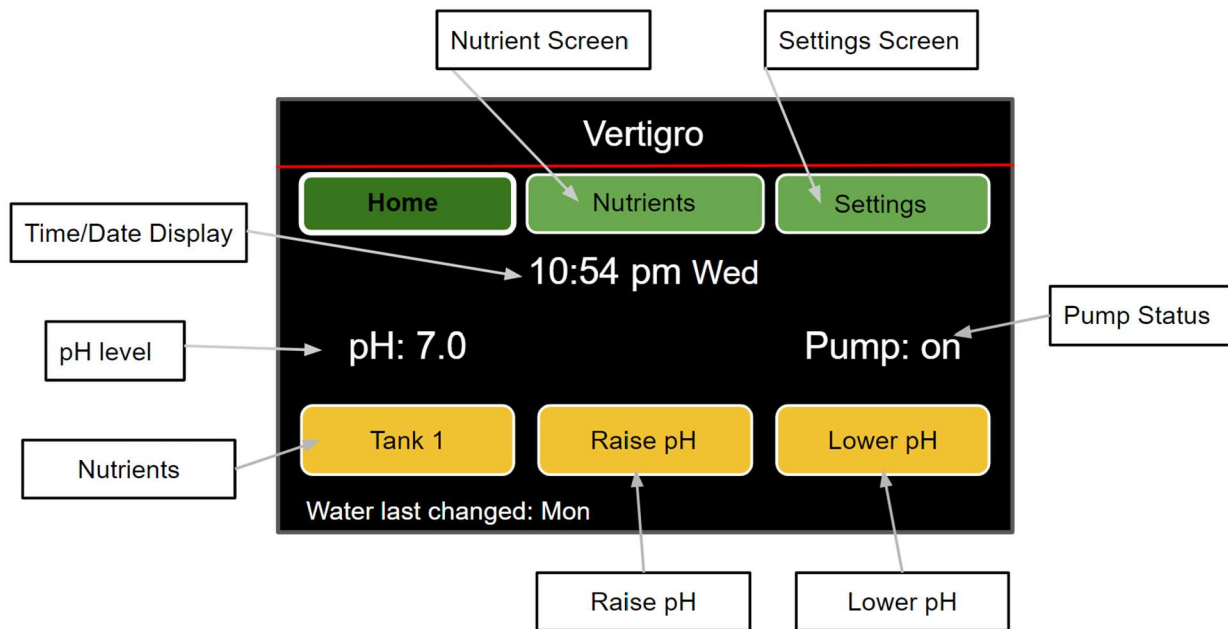 Nutrient Screen
Settings Screen
Vertigro
Home
Nutrients
Settings
Time/Date Display
10:54 pm Wed
Pump Status
pH level
pH: 7.0
Pump: on
Nutrients
Tank 1
Raise pH
Lower pH
Water last changed: Mon
Raise pH
Lower pH